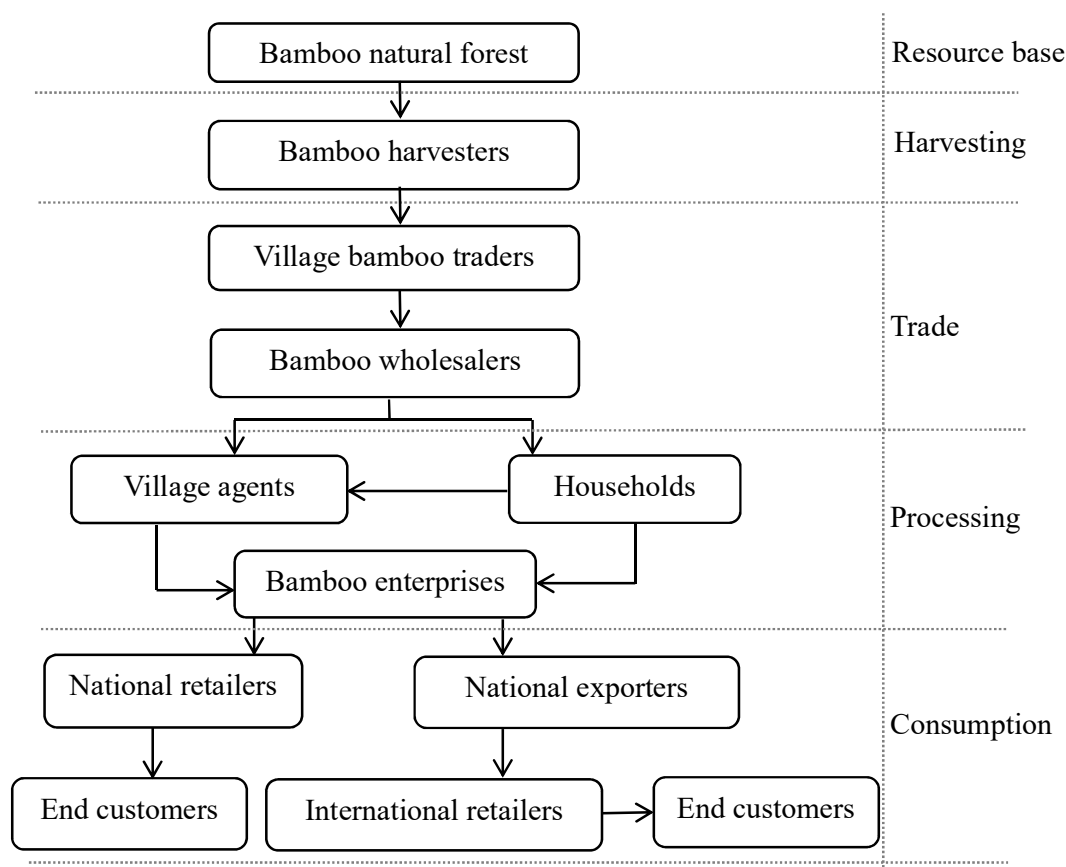 Bamboo natural forest
Resource base
Bamboo harvesters
Harvesting
Village bamboo traders
Trade
Bamboo wholesalers
Village agents
Households
Processing
Bamboo enterprises
National retailers
National exporters
Consumption
End customers
International retailers
End customers